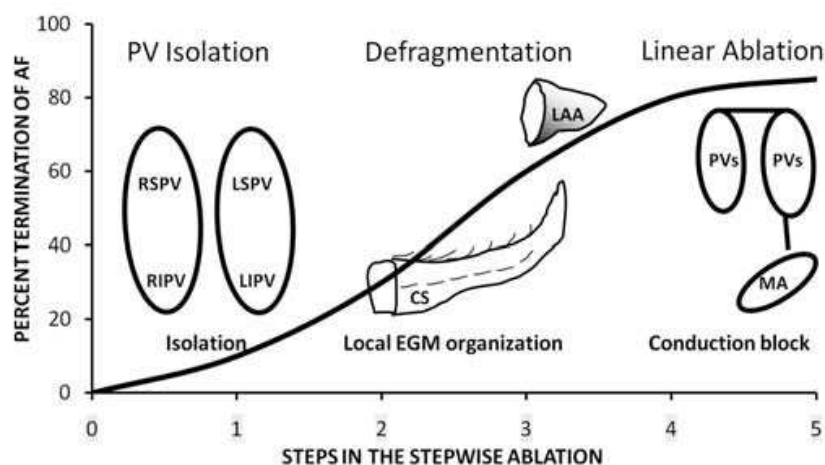 PV Isolation
Defragmentation
Linear Ablation
PERCENT TERMINATION OF AF
100
80
60
40
20
0
RSPV
LSPV
RIPV
LIPV
LAA
CS
PVs
PVs
MA
Isolation
Local EGM organization
Conduction block
0 1 2 3 4 5
STEPS IN THE STEPWISE ABLATION